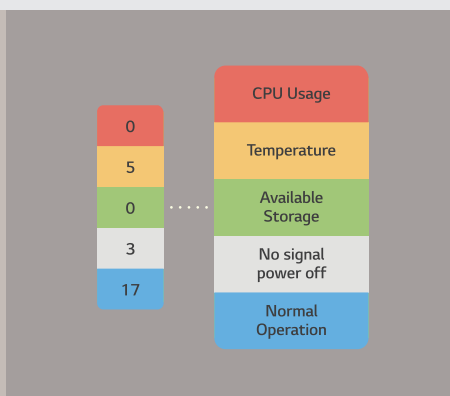 0
5
0
3
17
CPU Usage
Temperature
Available
Storage
No signal
power off
Normal
Operation